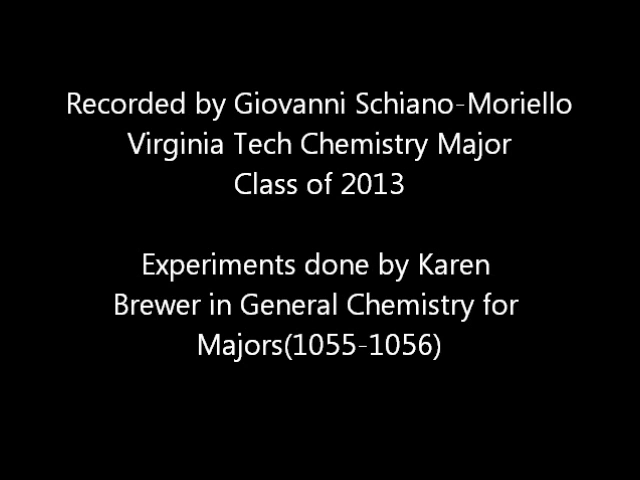 Recorded by Giovanni Schiano-Moriello
Virginia Tech Chemistry Major
Class of 2013
Experiments done by Karen
Brewer in General Chemistry for
Majors(1055-1056)